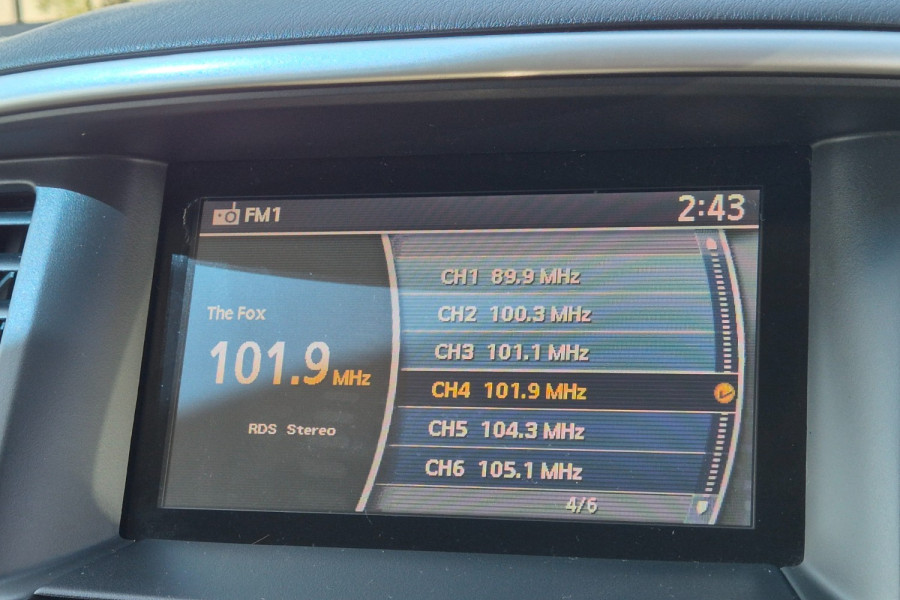 FM1
2:43
The Fox
101.9 MHz
RDS Stereo
CH1 89.9 MHz
CH2 100.3 MHz
CH3 101.1 MHz
CH4 101.9 MHz
CH5 104.3 MHz
CH6 105.1 MHz
4/6